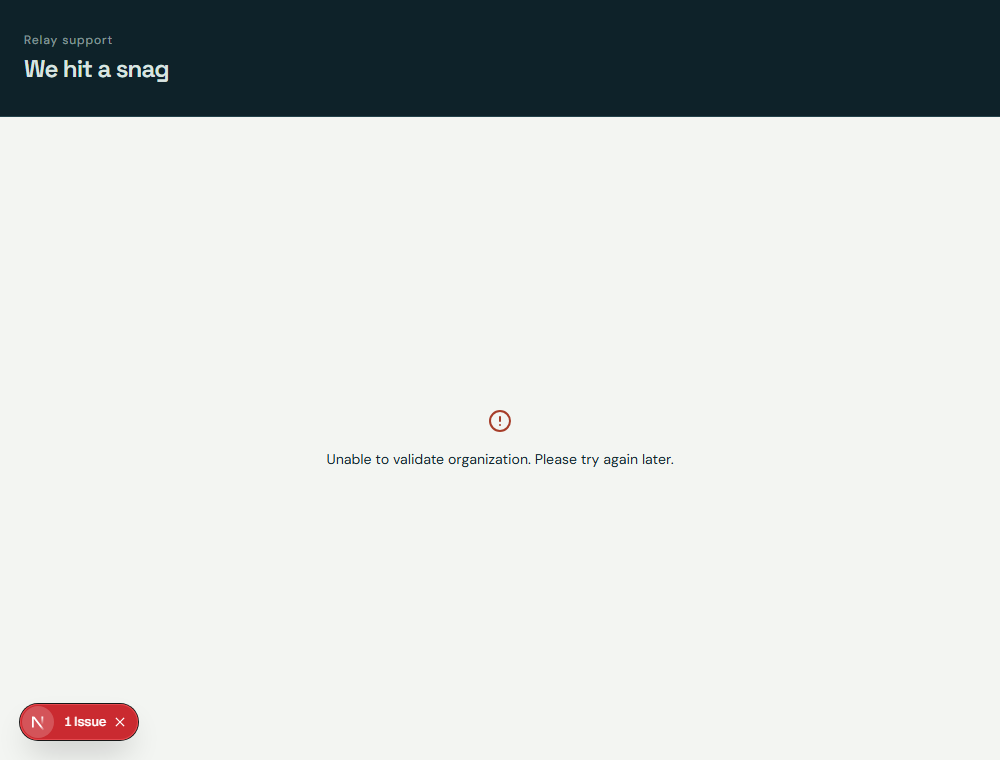 Relay support
We hit a snag
Unable to validate organization. Please try again later.
1 Issue